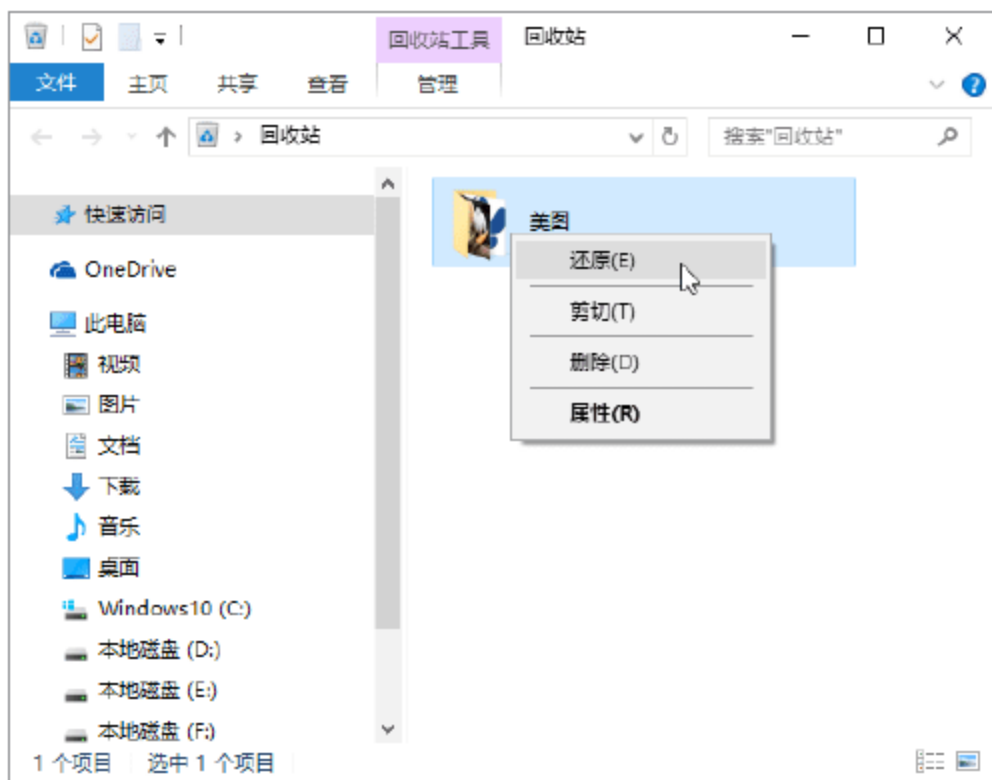 回收站工具 回收站
文件 主页 共享 查看 管理
回收站 搜索"回收站"
快速访问
OneDrive
此电脑
视频
图片
文档
下载
音乐
桌面
Windows10 (C:)
本地磁盘 (D:)
本地磁盘 (E:)
本地磁盘 (F:)
美图
还原(E)
剪切(T)
删除(D)
属性(R)
1 个项目 选中 1 个项目